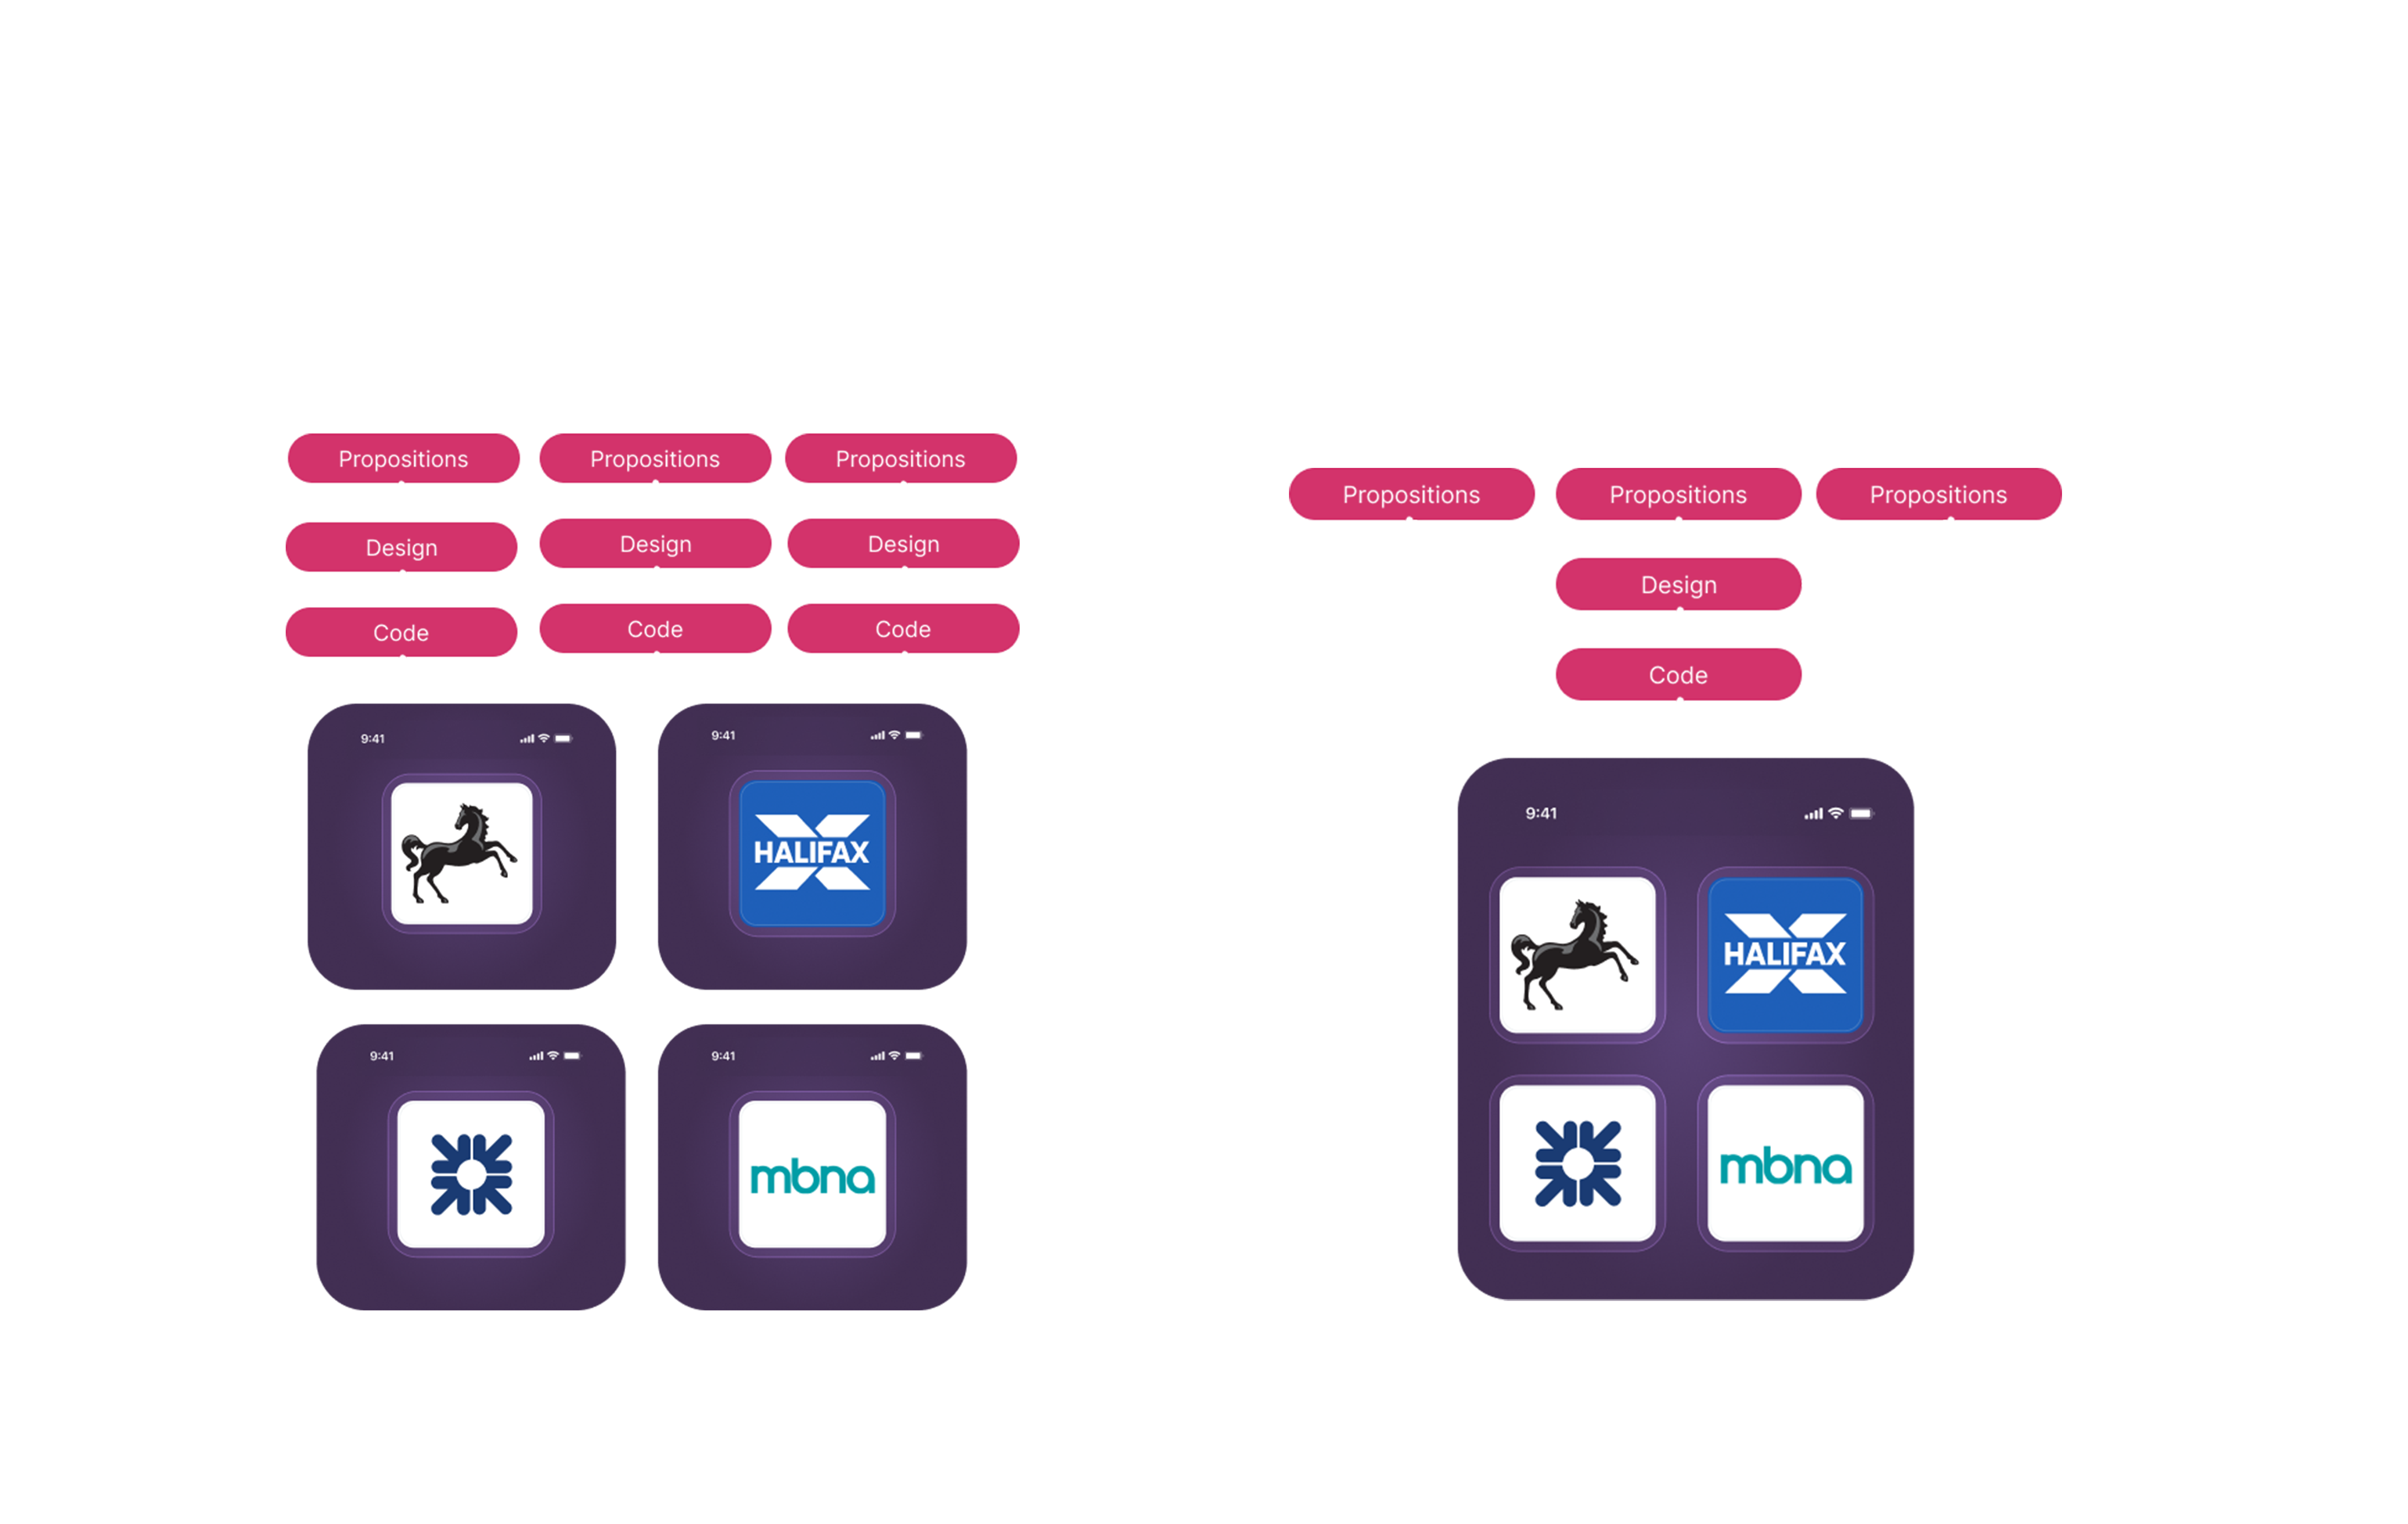 Propositions Propositions Propositions
Design Design Design
Code Code Code
9:41 9:41
HALIFAX
9:41 9:41
mbna
Propositions Propositions Propositions
Design
Code
9:41
HALIFAX
mbna